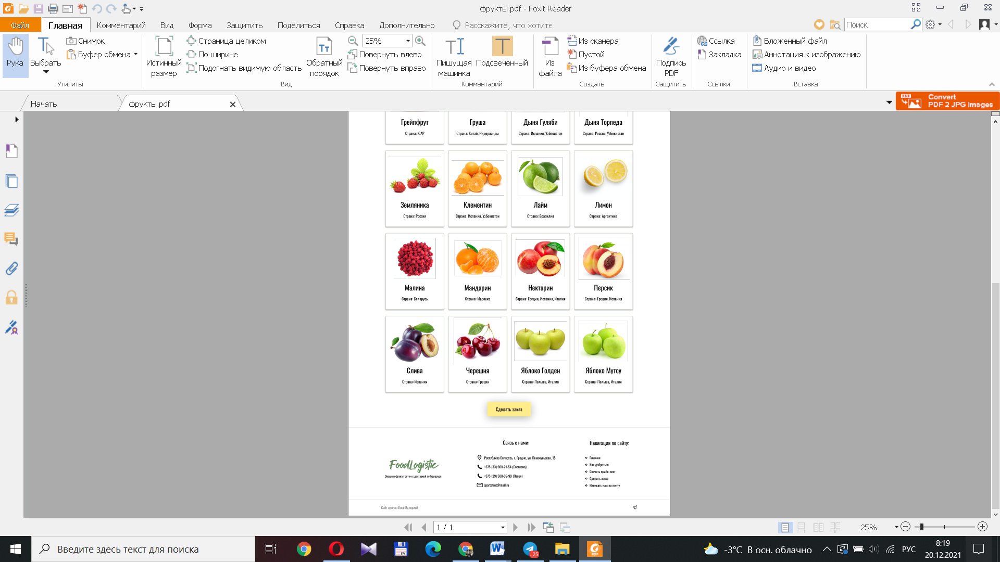 фрукты.pdf - Foxit Reader
Файл Главная Комментарий Вид Форма Защитить Поделиться Справка Дополнительно Расскажите, что хотите Поиск
Рука
Выбрать
Снимок
Буфер обмена
Утилиты
Истинный размер
Страница целиком
По ширине
Подогнать видимую область
Обратный порядок
25%
Повернуть влево
Повернуть вправо
Вид
Пишущая машинка
Подсвеченный
Комментарий
Из файла
Из сканера
Пустой
Из буфера обмена
Создать
Подпись PDF
Защитить
Ссылка
Закладка
Ссылки
Вложенный файл
Аннотация к изображению
Аудио и видео
Вставка
Начать фрукты.pdf
Convert
PDF 2 JPG Images
Грейпфрут Груша Дыня Гуляби Дыня Торпеда
Страна: ЮАР Страна: Китай, Нидерланды Страна: Испания, Узбекистан Страна: Россия, Узбекистан
Земляника Клементин Лайм Лимон
Страна: Россия Страна: Испания, Узбекистан Страна: Бразилия Страна: Аргентина
Малина Мандарин Нектарин Персик
Страна: Беларусь Страна: Марокко Страна: Греция, Испания, Италия Страна: Греция, Испания
Слива Черешня Яблоко Голден Яблоко Мутсу
Страна: Испания Страна: Греция Страна: Польша, Италия Страна: Польша, Италия
Сделать заказ
FoodLogistic
Овощи и фрукты оптом с доставкой по Беларуси
Связь с нами:
Республика Беларусь, г. Гродно, ул. Понемуньская, 15
+375 (33) 900-21-54 (Светлана)
+375 (29) 580-39-99 (Павел)
spartafrut@mail.ru
Навигация по сайту:
Главная
Как добраться
Скачать прайс-лист
Сделать заказ
Написать нам на почту
Сайт сделан Косс Валерией
1 / 1
25%
Введите здесь текст для поиска
64
..25
PDF
-3°C В осн. облачно
РУС
8:19
20.12.2021